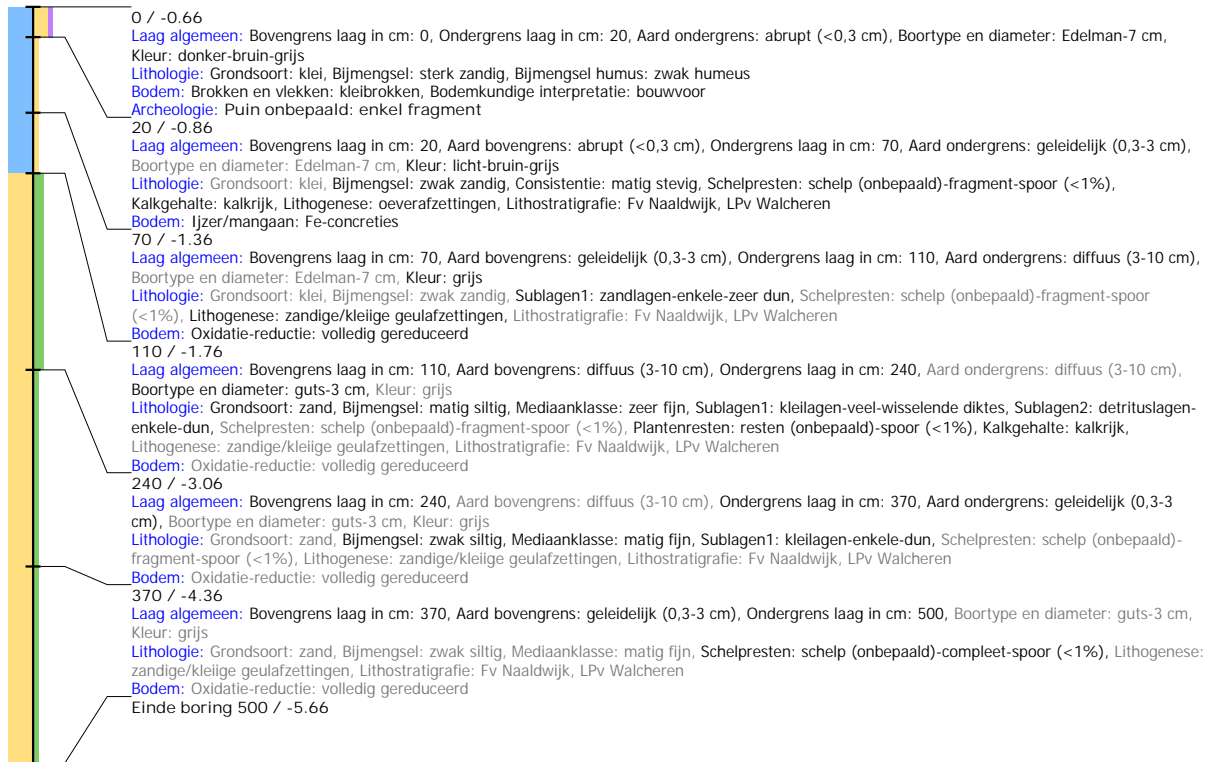 0 / -0.66
Laag algemeen: Bovengrens laag in cm: 0, Ondergrens laag in cm: 20, Aard ondergrens: abrupt (<0,3 cm), Boortype en diameter: Edelman-7 cm,
Kleur: donker-bruin-grijs
Lithologie: Grondsoort: klei, Bijmengsel: sterk zandig, Bijmengsel humus: zwak humeus
Bodem: Brokken en vlekken: kleibrokken, Bodemkundige interpretatie: bouwvoor
Archeologie: Puin onbepaald: enkel fragment
20 / -0.86
Laag algemeen: Bovengrens laag in cm: 20, Aard bovengrens: abrupt (<0,3 cm), Ondergrens laag in cm: 70, Aard ondergrens: geleidelijk (0,3-3 cm),
Boortype en diameter: Edelman-7 cm, Kleur: licht-bruin-grijs
Lithologie: Grondsoort: klei, Bijmengsel: zwak zandig, Consistentie: matig stevig, Schelpresten: schelp (onbepaald)-fragment-spoor (<1%),
Kalkgehalte: kalkrijk, Lithogenese: oeverafzettingen, Lithostratigrafie: Fv Naaldwijk, LPv Walcheren
Bodem: Ijzer/mangaan: Fe-concreties
70 / -1.36
Laag algemeen: Bovengrens laag in cm: 70, Aard bovengrens: geleidelijk (0,3-3 cm), Ondergrens laag in cm: 110, Aard ondergrens: diffuus (3-10 cm),
Boortype en diameter: Edelman-7 cm, Kleur: grijs
Lithologie: Grondsoort: klei, Bijmengsel: zwak zandig, Sublagen1: zandlagen-enkele-zeer dun, Schelpresten: schelp (onbepaald)-fragment-spoor
(<1%), Lithogenese: zandige/kleiige geulafzettingen, Lithostratigrafie: Fv Naaldwijk, LPv Walcheren
Bodem: Oxidatie-reductie: volledig gereduceerd
110 / -1.76
Laag algemeen: Bovengrens laag in cm: 110, Aard bovengrens: diffuus (3-10 cm), Ondergrens laag in cm: 240, Aard ondergrens: diffuus (3-10 cm),
Boortype en diameter: guts-3 cm, Kleur: grijs
Lithologie: Grondsoort: zand, Bijmengsel: matig siltig, Mediaanklasse: zeer fijn, Sublagen1: kleilagen-veel-wisselende diktes, Sublagen2: detrituslagen-
enkele-dun, Schelpresten: schelp (onbepaald)-fragment-spoor (<1%), Plantenresten: resten (onbepaald)-spoor (<1%), Kalkgehalte: kalkrijk,
Lithogenese: zandige/kleiige geulafzettingen, Lithostratigrafie: Fv Naaldwijk, LPv Walcheren
Bodem: Oxidatie-reductie: volledig gereduceerd
240 / -3.06
Laag algemeen: Bovengrens laag in cm: 240, Aard bovengrens: diffuus (3-10 cm), Ondergrens laag in cm: 370, Aard ondergrens: geleidelijk (0,3-3
cm), Boortype en diameter: guts-3 cm, Kleur: grijs
Lithologie: Grondsoort: zand, Bijmengsel: zwak siltig, Mediaanklasse: matig fijn, Sublagen1: kleilagen-enkele-dun, Schelpresten: schelp (onbepaald)-
fragment-spoor (<1%), Lithogenese: zandige/kleiige geulafzettingen, Lithostratigrafie: Fv Naaldwijk, LPv Walcheren
Bodem: Oxidatie-reductie: volledig gereduceerd
370 / -4.36
Laag algemeen: Bovengrens laag in cm: 370, Aard bovengrens: geleidelijk (0,3-3 cm), Ondergrens laag in cm: 500, Boortype en diameter: guts-3 cm,
Kleur: grijs
Lithologie: Grondsoort: zand, Bijmengsel: zwak siltig, Mediaanklasse: matig fijn, Schelpresten: schelp (onbepaald)-compleet-spoor (<1%), Lithogenese:
zandige/kleiige geulafzettingen, Lithostratigrafie: Fv Naaldwijk, LPv Walcheren
Bodem: Oxidatie-reductie: volledig gereduceerd
Einde boring 500 / -5.66